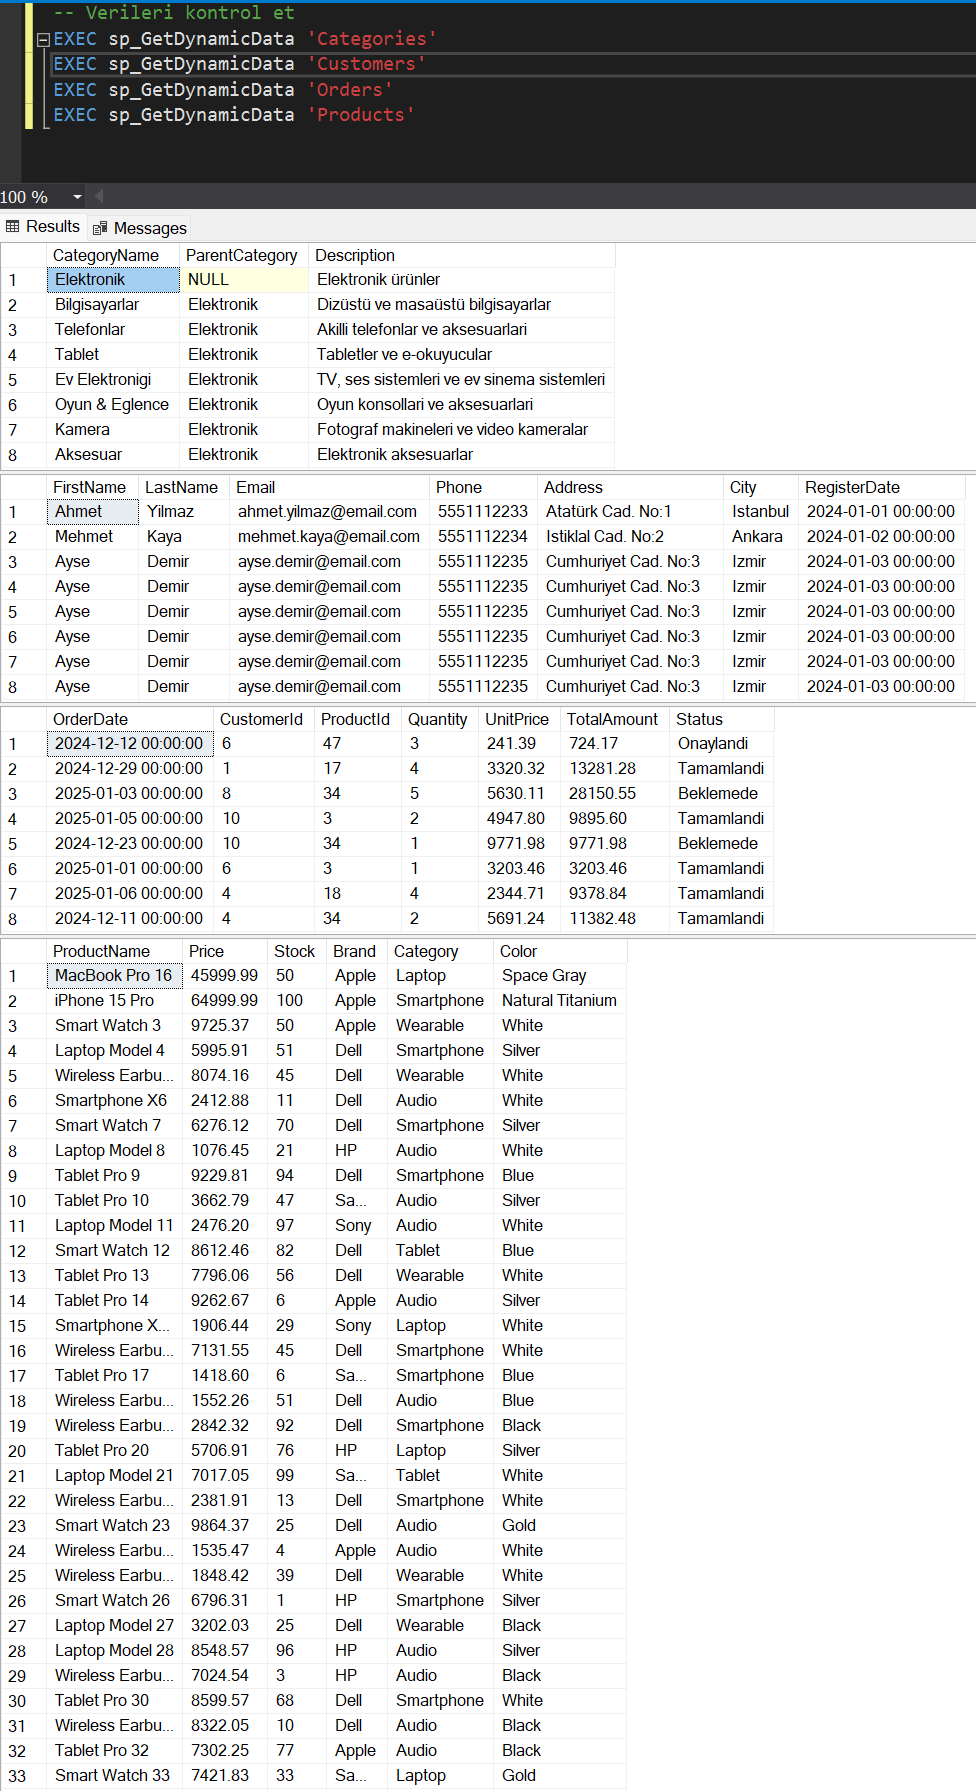 -- Verileri kontrol et
EXEC sp_GetDynamicData 'Categories'
EXEC sp_GetDynamicData 'Customers'
EXEC sp_GetDynamicData 'Orders'
EXEC sp_GetDynamicData 'Products'
100 %
Results Messages
CategoryName ParentCategory Description
1 Elektronik NULL Elektronik ürünler
2 Bilgisayarlar Elektronik Dizüstü ve masaüstü bilgisayarlar
3 Telefonlar Elektronik Akilli telefonlar ve aksesuarlari
4 Tablet Elektronik Tabletler ve e-okuyucular
5 Ev Elektronigi Elektronik TV, ses sistemleri ve ev sinema sistemleri
6 Oyun & Eglence Elektronik Oyun konsollari ve aksesuarlari
7 Kamera Elektronik Fotograf makineleri ve video kameralar
8 Aksesuar Elektronik Elektronik aksesuarlar
FirstName LastName Email Phone Address City RegisterDate
1 Ahmet Yilmaz ahmet.yilmaz@email.com 5551112233 Atatürk Cad. No:1 Istanbul 2024-01-01 00:00:00
2 Mehmet Kaya mehmet.kaya@email.com 5551112234 Istiklal Cad. No:2 Ankara 2024-01-02 00:00:00
3 Ayse Demir ayse.demir@email.com 5551112235 Cumhuriyet Cad. No:3 Izmir 2024-01-03 00:00:00
4 Ayse Demir ayse.demir@email.com 5551112235 Cumhuriyet Cad. No:3 Izmir 2024-01-03 00:00:00
5 Ayse Demir ayse.demir@email.com 5551112235 Cumhuriyet Cad. No:3 Izmir 2024-01-03 00:00:00
6 Ayse Demir ayse.demir@email.com 5551112235 Cumhuriyet Cad. No:3 Izmir 2024-01-03 00:00:00
7 Ayse Demir ayse.demir@email.com 5551112235 Cumhuriyet Cad. No:3 Izmir 2024-01-03 00:00:00
8 Ayse Demir ayse.demir@email.com 5551112235 Cumhuriyet Cad. No:3 Izmir 2024-01-03 00:00:00
OrderDate CustomerId ProductId Quantity UnitPrice TotalAmount Status
1 2024-12-12 00:00:00 6 47 3 241.39 724.17 Onaylandi
2 2024-12-29 00:00:00 1 17 4 3320.32 13281.28 Tamamlandi
3 2025-01-03 00:00:00 8 34 5 5630.11 28150.55 Beklemede
4 2025-01-05 00:00:00 10 3 2 4947.80 9895.60 Tamamlandi
5 2024-12-23 00:00:00 10 34 1 9771.98 9771.98 Beklemede
6 2025-01-01 00:00:00 6 3 1 3203.46 3203.46 Tamamlandi
7 2025-01-06 00:00:00 4 18 4 2344.71 9378.84 Tamamlandi
8 2024-12-11 00:00:00 4 34 2 5691.24 11382.48 Tamamlandi
ProductName Price Stock Brand Category Color
1 MacBook Pro 16 45999.99 50 Apple Laptop Space Gray
2 iPhone 15 Pro 64999.99 100 Apple Smartphone Natural Titanium
3 Smart Watch 3 9725.37 50 Apple Wearable White
4 Laptop Model 4 5995.91 51 Dell Smartphone Silver
5 Wireless Earbu... 8074.16 45 Dell Wearable White
6 Smartphone X6 2412.88 11 Dell Audio White
7 Smart Watch 7 6276.12 70 Dell Smartphone Silver
8 Laptop Model 8 1076.45 21 HP Audio White
9 Tablet Pro 9 9229.81 94 Dell Smartphone Blue
10 Tablet Pro 10 3662.79 47 Sa... Audio Silver
11 Laptop Model 11 2476.20 97 Sony Audio White
12 Smart Watch 12 8612.46 82 Dell Tablet Blue
13 Tablet Pro 13 7796.06 56 Dell Wearable White
14 Tablet Pro 14 9262.67 6 Apple Audio Silver
15 Smartphone X... 1906.44 29 Sony Laptop White
16 Wireless Earbu... 7131.55 45 Dell Smartphone White
17 Tablet Pro 17 1418.60 6 Sa... Smartphone Blue
18 Wireless Earbu... 1552.26 51 Dell Audio Blue
19 Wireless Earbu... 2842.32 92 Dell Smartphone Black
20 Tablet Pro 20 5706.91 76 HP Laptop Silver
21 Laptop Model 21 7017.05 99 Sa... Tablet White
22 Wireless Earbu... 2381.91 13 Dell Smartphone White
23 Smart Watch 23 9864.37 25 Dell Audio Gold
24 Wireless Earbu... 1535.47 4 Apple Audio White
25 Wireless Earbu... 1848.42 39 Dell Wearable White
26 Smart Watch 26 6796.31 1 HP Smartphone Silver
27 Laptop Model 27 3202.03 25 Dell Wearable Black
28 Laptop Model 28 8548.57 96 HP Audio Silver
29 Wireless Earbu... 7024.54 3 HP Audio Black
30 Tablet Pro 30 8599.57 68 Dell Smartphone White
31 Wireless Earbu... 8322.05 10 Dell Audio Black
32 Tablet Pro 32 7302.25 77 Apple Audio Black
33 Smart Watch 33 7421.83 33 Sa... Laptop Gold